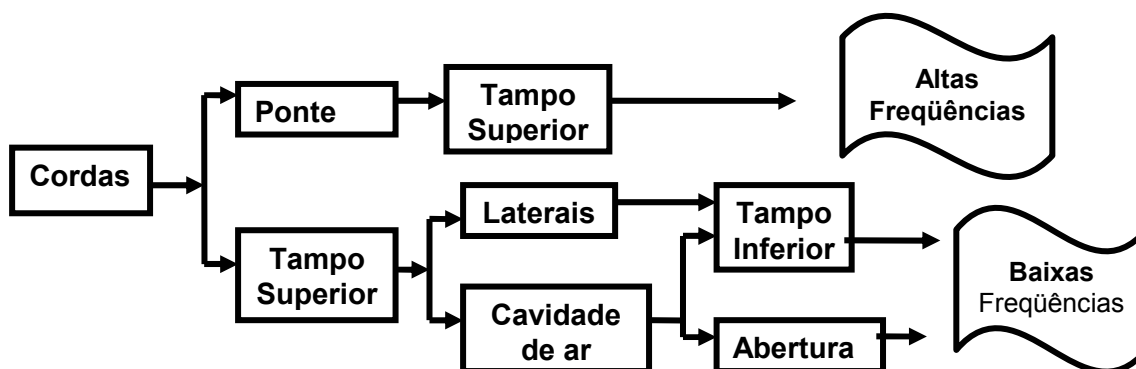 Ponte
Tampo
Superior
Altas
Freqüências
Cordas
Laterais
Tampo
Inferior
Tampo
Superior
Cavidade
de ar
Abertura
Baixas
Freqüências